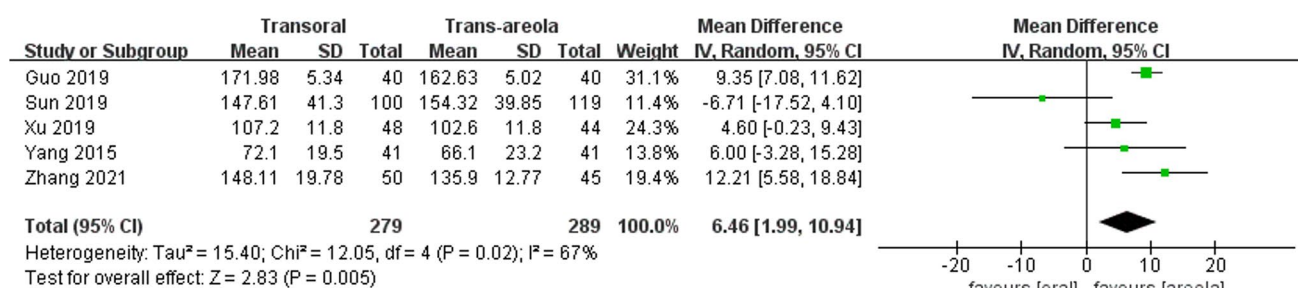 Transoral Trans-areola Mean Difference Mean Difference
Study or Subgroup Mean SD Total Mean SD Total Weight IV, Random, 95% CI IV, Random, 95% CI
Guo 2019 171.98 5.34 40 162.63 5.02 40 31.1% 9.35 [7.08, 11.62]
Sun 2019 147.61 41.3 100 154.32 39.85 119 11.4% -6.71 [-17.52, 4.10]
Xu 2019 107.2 11.8 48 102.6 11.8 44 24.3% 4.60 [-0.23, 9.43]
Yang 2015 72.1 19.5 41 66.1 23.2 41 13.8% 6.00 [-3.28, 15.28]
Zhang 2021 148.11 19.78 50 135.9 12.77 45 19.4% 12.21 [5.58, 18.84]
Total (95% CI) 279 289 100.0% 6.46 [1.99, 10.94]
Heterogeneity: Tau² = 15.40; Chi² = 12.05, df = 4 (P = 0.02); I² = 67%
Test for overall effect: Z = 2.83 (P = 0.005)
-20 -10 0 10 20
favours [oral] favours [areola]